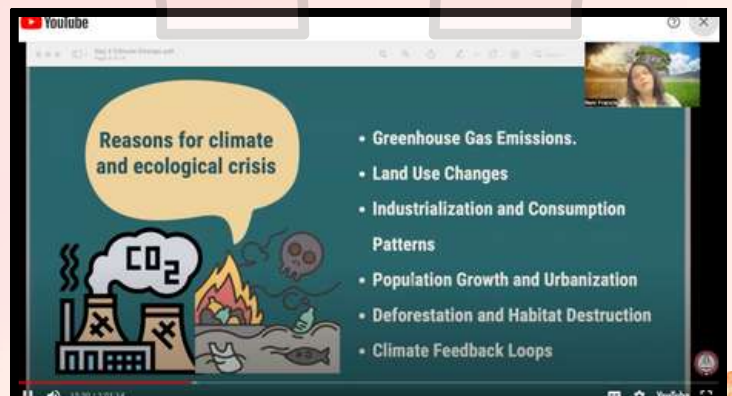 YouTube
Reasons for climate
and ecological crisis
• Greenhouse Gas Emissions.
• Land Use Changes
• Industrialization and Consumption
Patterns
• Population Growth and Urbanization
• Deforestation and Habitat Destruction
• Climate Feedback Loops
CO2
YouTube